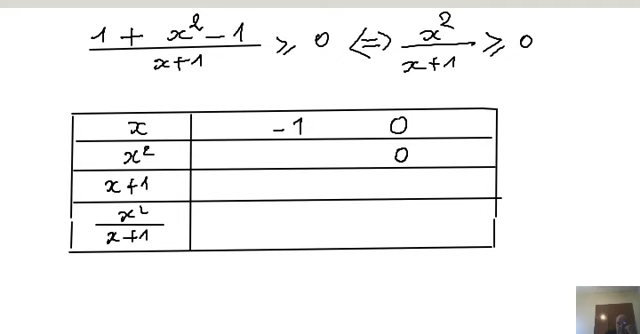 (1 + x² - 1)/(x+1) ⩾ 0 ⟺ x²/(x+1) ⩾ 0
x -1 0
x² 0
x+1
x²/(x+1)